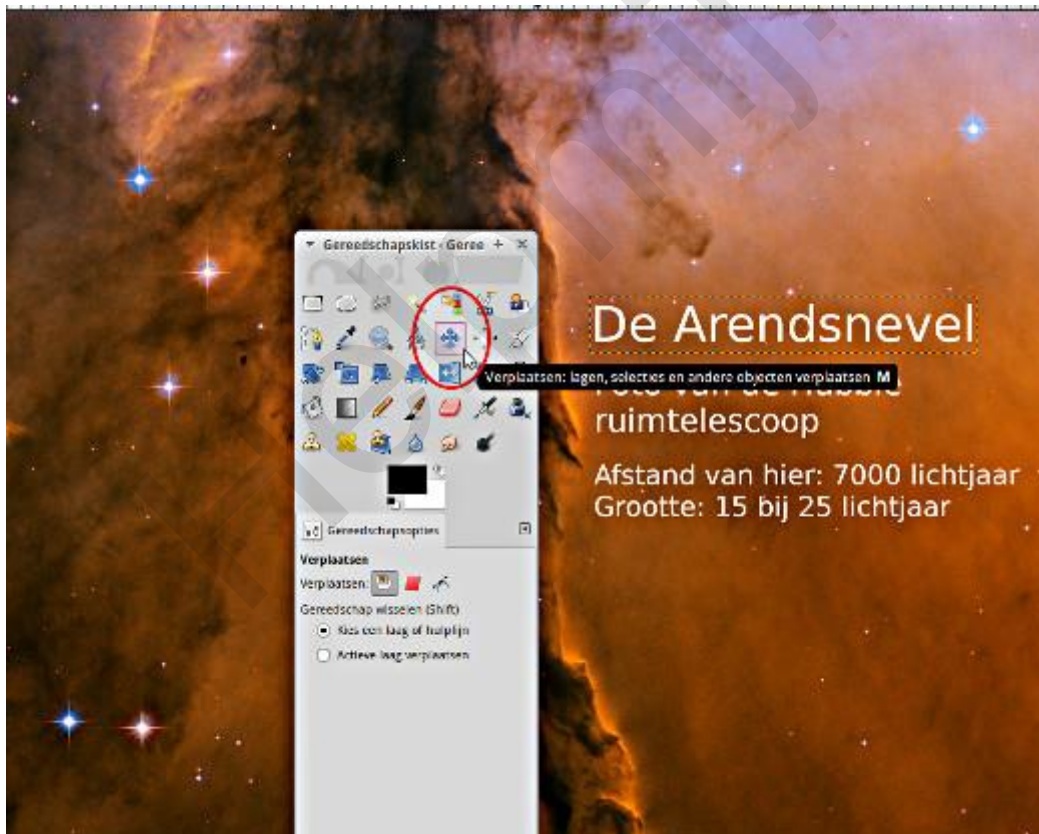 Gereedschapskist - Geree
De Arendsnevel
Verplaatsen: lagen, selecties en andere objecten verplaatsen M
Foto van de Hubble
ruimtelescoop
Afstand van hier: 7000 lichtjaar
Grootte: 15 bij 25 lichtjaar
Gereedschapsopties
Verplaatsen
Verplaatsen:
Gereedschap wisselen (Shift)
Kies een laag of hulplijn
Actieve laag verplaatsen